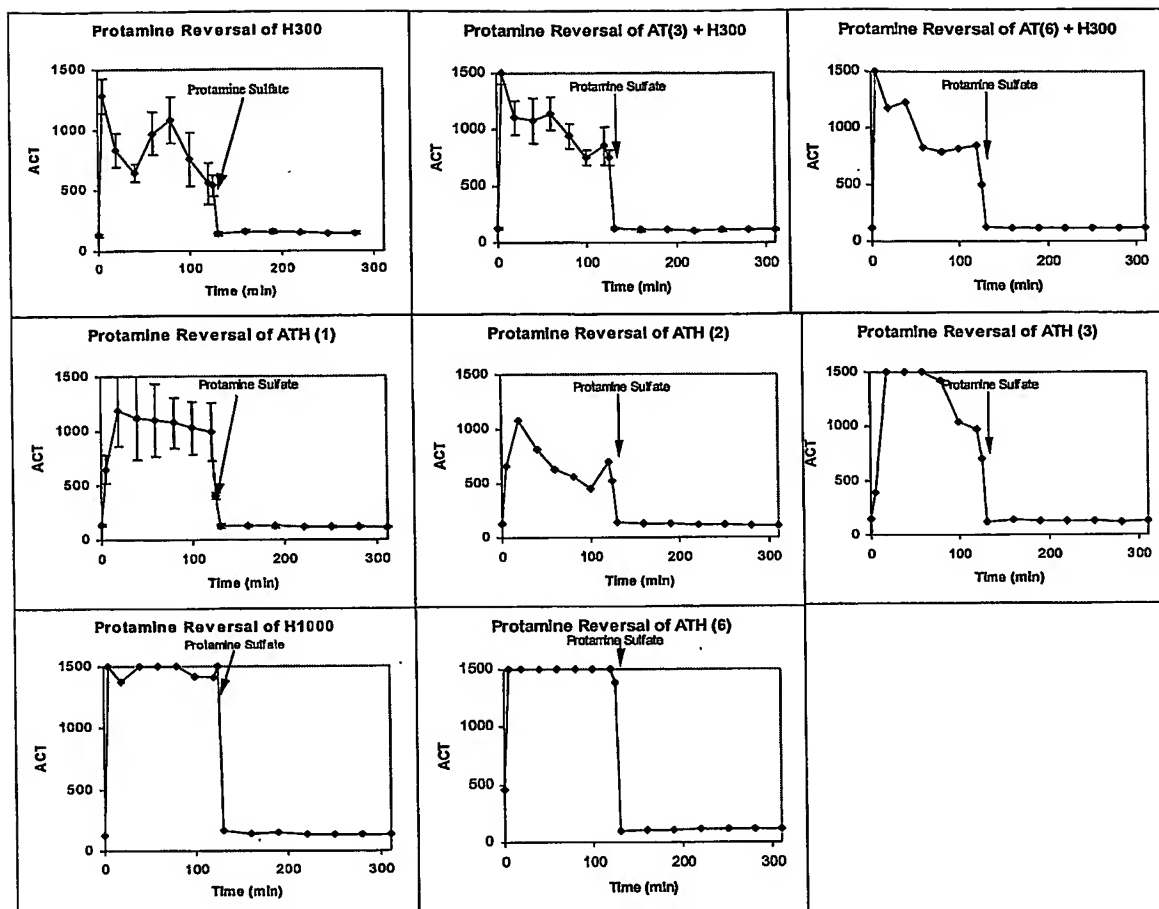 Protamine Reversal of H300
1500
1000
500
0
ACT
Protamine Sulfate
0 100 200 300
Time (min)
Protamine Reversal of AT(3) + H300
1500
1000
500
0
ACT
Protamine Sulfate
0 100 200 300
Time (min)
Protamine Reversal of AT(6) + H300
1500
1000
500
0
ACT
Protamine Sulfate
0 100 200 300
Time (min)
Protamine Reversal of ATH (1)
1500
1000
500
0
ACT
Protamine Sulfate
0 100 200 300
Time (min)
Protamine Reversal of ATH (2)
1500
1000
500
0
ACT
Protamine Sulfate
0 100 200 300
Time (min)
Protamine Reversal of ATH (3)
1500
1000
500
0
ACT
Protamine Sulfate
0 100 200 300
Time (min)
Protamine Reversal of H1000
Protamine Sulfate
1500
1000
500
0
ACT
0 100 200 300
Time (min)
Protamine Reversal of ATH (6)
Protamine Sulfate
1500
1000
500
0
ACT
0 100 200 300
Time (min)